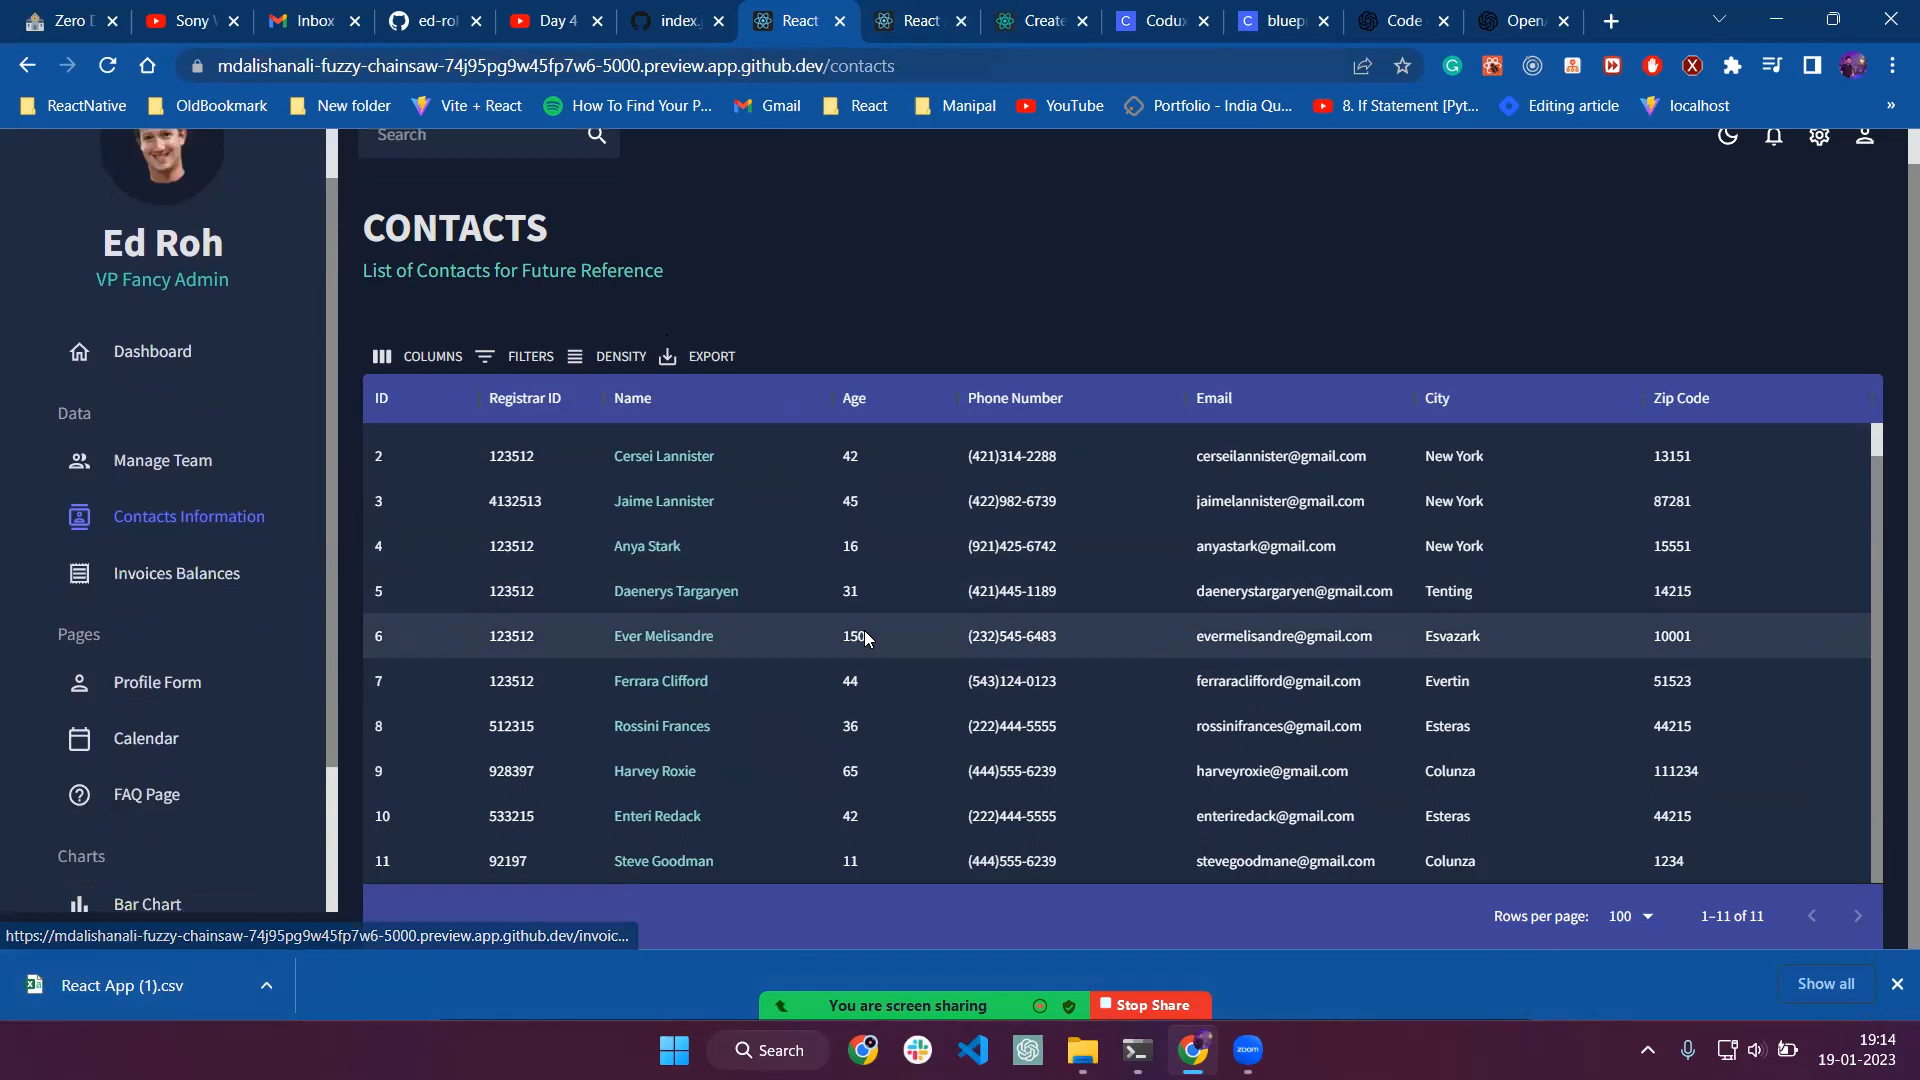 Zero D
Sony \
Inbox
ed-rol
Day 4
index.j
React
React
Create
Codux
bluepr
Code
OpenA
mdalishanali-fuzzy-chainsaw-74j95pg9w45fp7w6-5000.preview.app.github.dev/contacts
ReactNative
OldBookmark
New folder
Vite + React
How To Find Your P...
Gmail
React
Manipal
YouTube
Portfolio - India Qu...
8. If Statement [Pyt...
Editing article
localhost
»
Search
Ed Roh
VP Fancy Admin
Dashboard
Data
Manage Team
Contacts Information
Invoices Balances
Pages
Profile Form
Calendar
FAQ Page
Charts
Bar Chart
CONTACTS
List of Contacts for Future Reference
COLUMNS FILTERS DENSITY EXPORT
ID Registrar ID Name Age Phone Number Email City Zip Code
2 123512 Cersei Lannister 42 (421)314-2288 cerseilannister@gmail.com New York 13151
3 4132513 Jaime Lannister 45 (422)982-6739 jaimelannister@gmail.com New York 87281
4 123512 Anya Stark 16 (921)425-6742 anyastark@gmail.com New York 15551
5 123512 Daenerys Targaryen 31 (421)445-1189 daenerystargaryen@gmail.com Tenting 14215
6 123512 Ever Melisandre 150 (232)545-6483 evermelisandre@gmail.com Esvazark 10001
7 123512 Ferrara Clifford 44 (543)124-0123 ferraraclifford@gmail.com Evertin 51523
8 512315 Rossini Frances 36 (222)444-5555 rossinifrances@gmail.com Esteras 44215
9 928397 Harvey Roxie 65 (444)555-6239 harveyroxie@gmail.com Colunza 111234
10 533215 Enteri Redack 42 (222)444-5555 enteriredack@gmail.com Esteras 44215
11 92197 Steve Goodman 11 (444)555-6239 stevegoodmane@gmail.com Colunza 1234
Rows per page: 100 1–11 of 11
https://mdalishanali-fuzzy-chainsaw-74j95pg9w45fp7w6-5000.preview.app.github.dev/invoic...
React App (1).csv
Show all
You are screen sharing
Stop Share
Search
zoom
19:14
19-01-2023